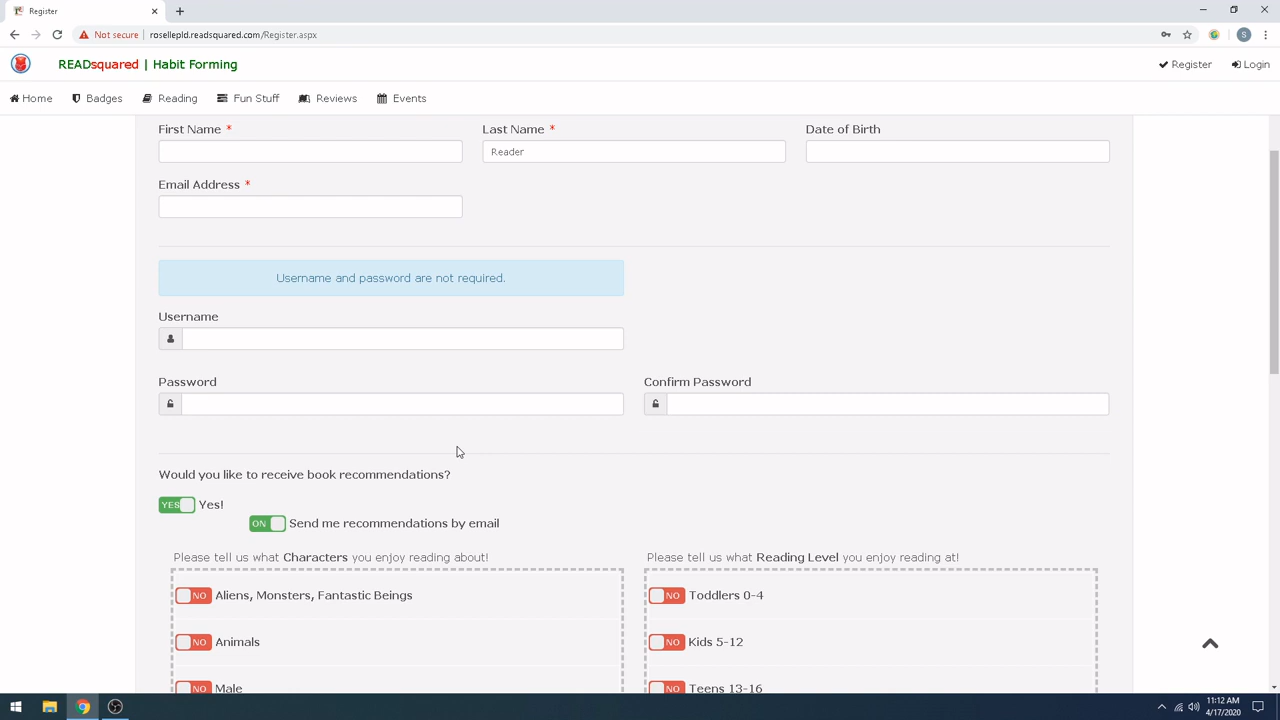 Register
Not secure
rosellepld.readsquared.com/Register.aspx
S
READsquared | Habit Forming
Register
Login
Home
Badges
Reading
Fun Stuff
Reviews
Events
First Name *
Last Name *
Date of Birth
Reader
Email Address *
Username and password are not required.
Username
Password
Confirm Password
Would you like to receive book recommendations?
YES Yes!
ON Send me recommendations by email
Please tell us what Characters you enjoy reading about!
Please tell us what Reading Level you enjoy reading at!
NO Aliens, Monsters, Fantastic Beings
NO Toddlers 0-4
NO Animals
NO Kids 5-12
NO Male
NO Teens 13-16
11:12 AM
4/17/2020